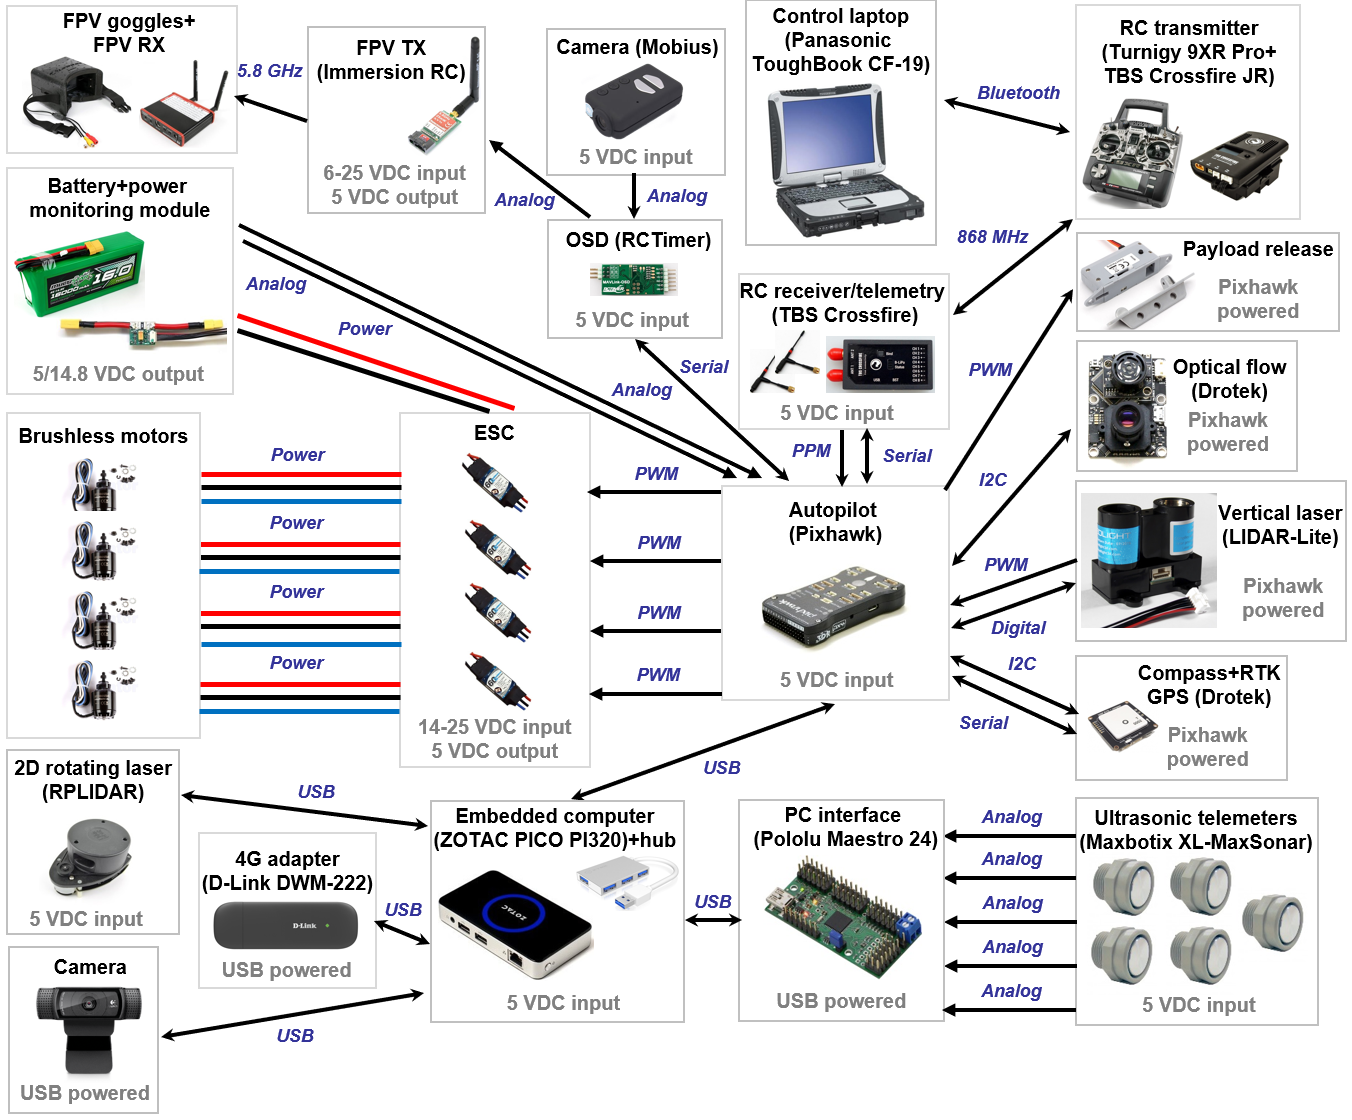 FPV goggles+
FPV RX
5.8 GHz
FPV TX
(Immersion RC)
6-25 VDC input
5 VDC output
Camera (Mobius)
5 VDC input
Control laptop
(Panasonic
ToughBook CF-19)
Bluetooth
RC transmitter
(Turnigy 9XR Pro+
TBS Crossfire JR)
Battery+power
monitoring module
5/14.8 VDC output
Analog
Analog
OSD (RCTimer)
5 VDC input
868 MHz
Payload release
Pixhawk
powered
Analog
Power
Serial
Analog
RC receiver/telemetry
(TBS Crossfire)
5 VDC input
PWM
Optical flow
(Drotek)
Pixhawk
powered
Brushless motors
Power
Power
Power
Power
ESC
14-25 VDC input
5 VDC output
PWM
PWM
PWM
PWM
PPM
Serial
Autopilot
(Pixhawk)
5 VDC input
I2C
PWM
Digital
Vertical laser
(LIDAR-Lite)
Pixhawk
powered
I2C
Serial
Compass+RTK
GPS (Drotek)
Pixhawk
powered
2D rotating laser
(RPLIDAR)
5 VDC input
USB
USB
4G adapter
(D-Link DWM-222)
D-Link
USB powered
USB
Embedded computer
(ZOTAC PICO PI320)+hub
ZOTAC
5 VDC input
USB
PC interface
(Pololu Maestro 24)
USB powered
Analog
Analog
Analog
Analog
Analog
Ultrasonic telemeters
(Maxbotix XL-MaxSonar)
5 VDC input
Camera
USB powered
USB